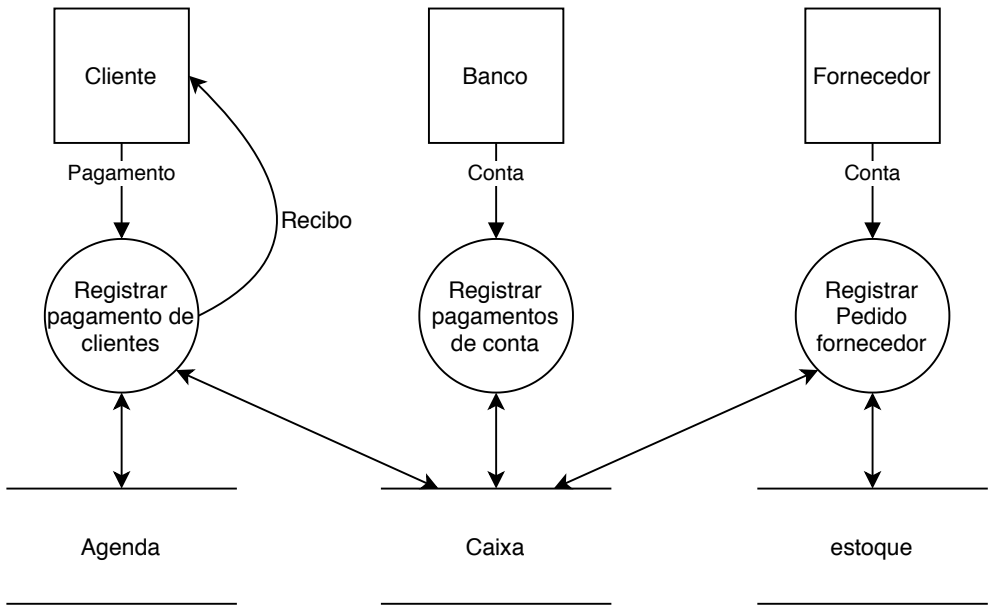 Cliente
Banco
Fornecedor
Pagamento
Conta
Conta
Recibo
Registrar
pagamento de
clientes
Registrar
pagamentos
de conta
Registrar
Pedido
fornecedor
Agenda
Caixa
estoque